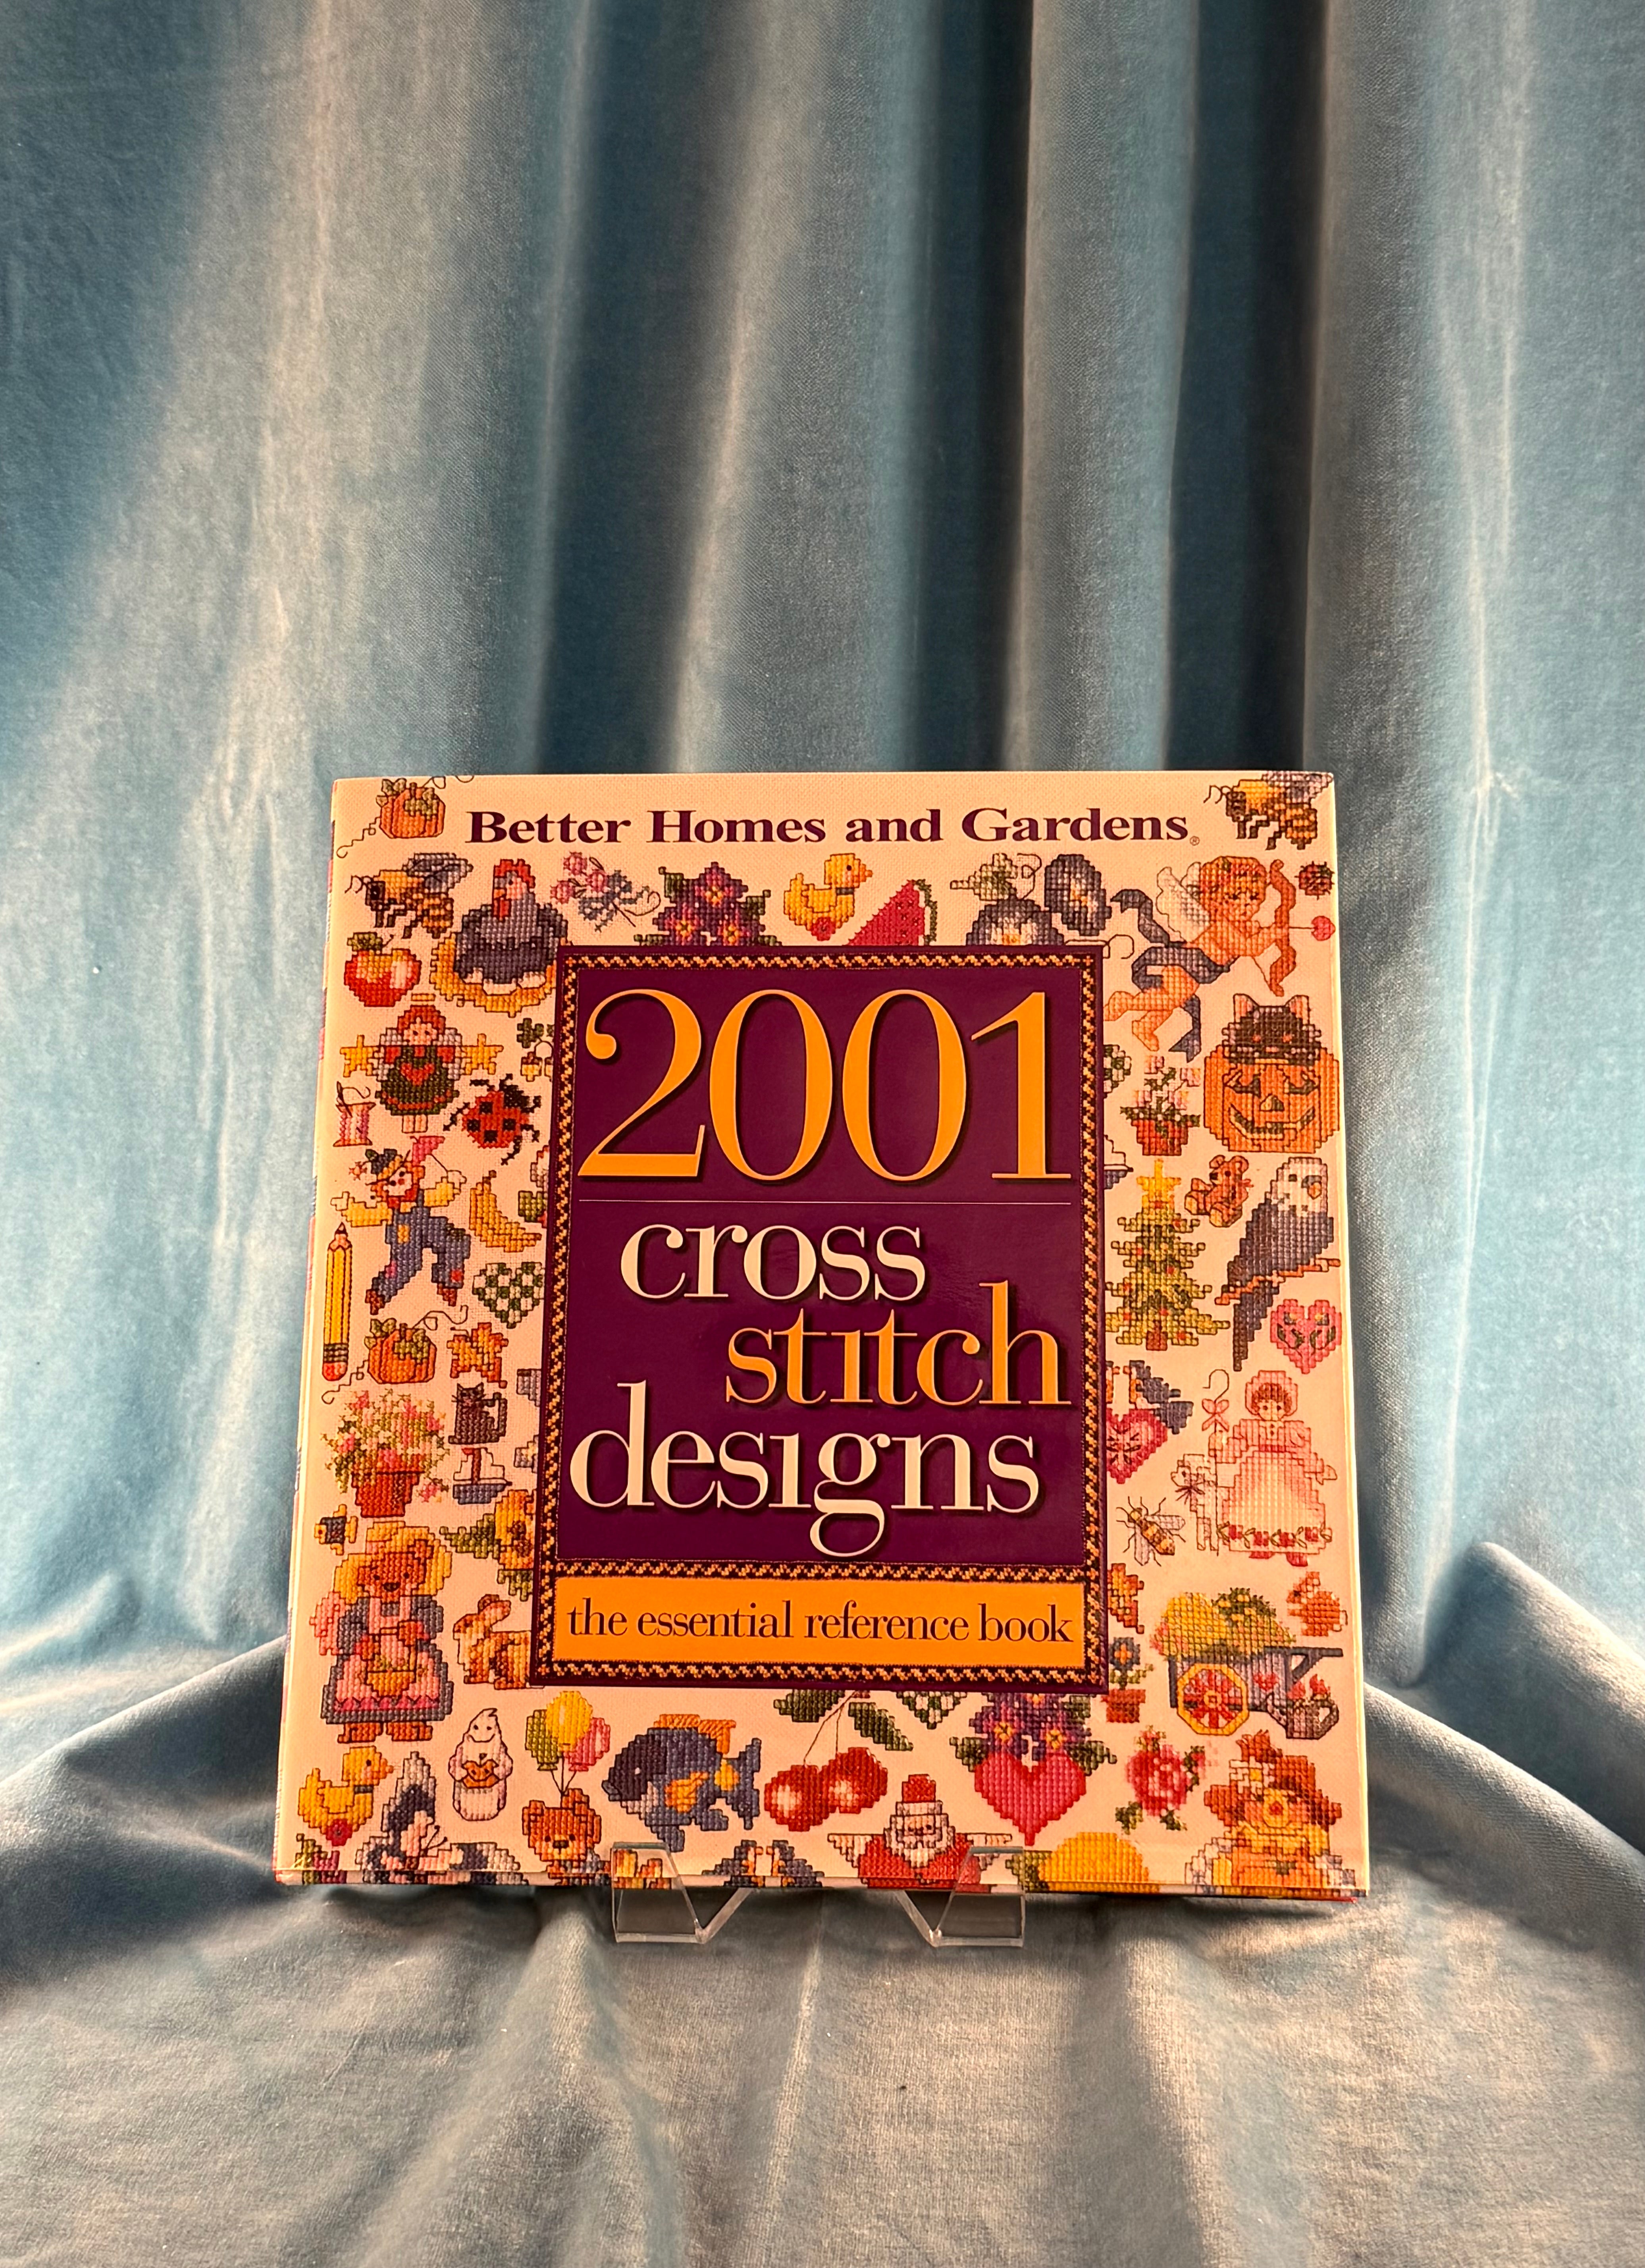 Better Homes and Gardens®
2001
cross
stitch
designs
the essential reference book